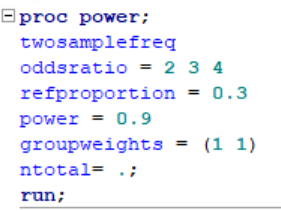 proc power;
twosamplefreq
oddsratio = 2 3 4
refproportion = 0.3
power = 0.9
groupweights = (1 1)
ntotal= .;
run;